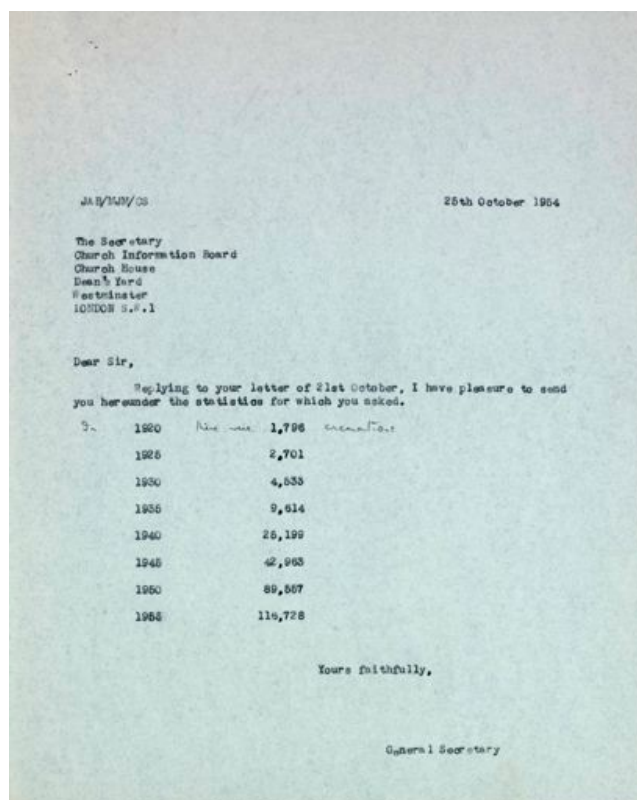 25th October 1954
The Secretary
Church Information Board
Church House
Dean's Yard
Westminster
LONDON S.W.1
Dear Sir,
Replying to your letter of 21st October, I have pleasure to send
you hereunder the statistics for which you asked.
In 1920 there were 1,796 cremations
1925 2,701
1930 4,533
1935 9,614
1940 25,199
1945 42,963
1950 89,557
1953 116,728
Yours faithfully,
General Secretary